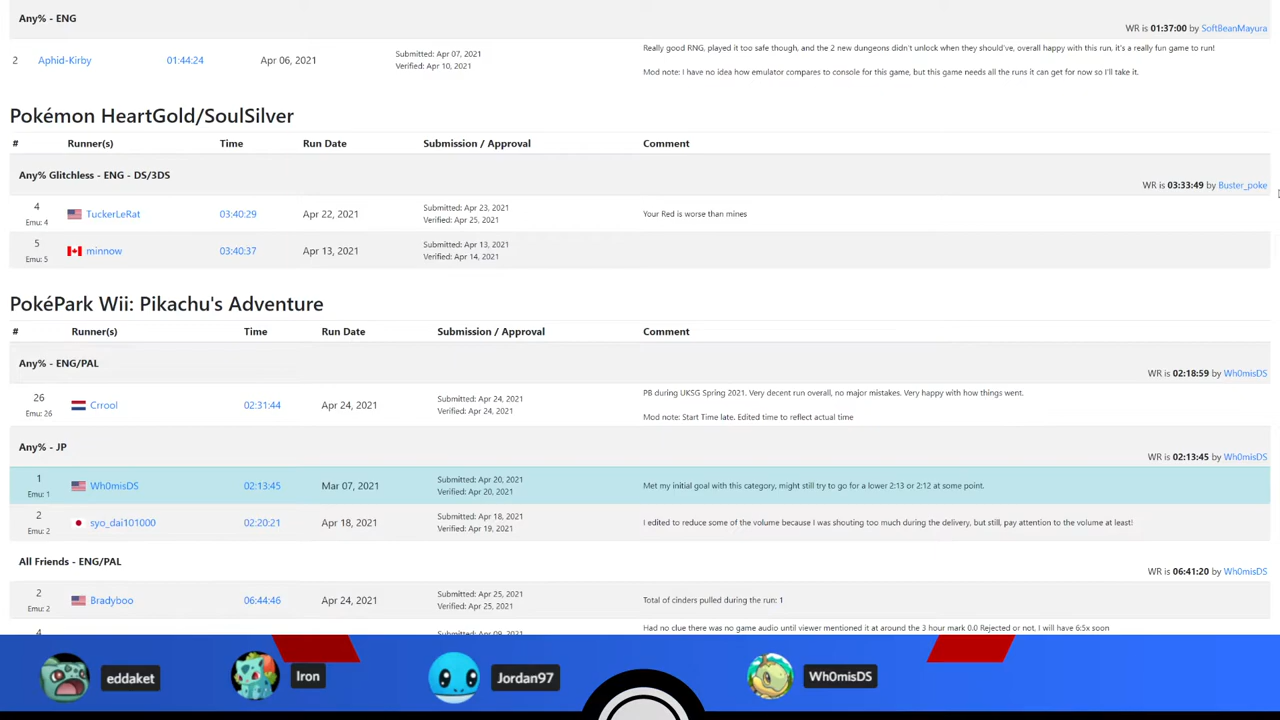 Any% - ENG
WR is 01:37:00 by SoftBeanMayura
2 Aphid-Kirby 01:44:24 Apr 06, 2021 Submitted: Apr 07, 2021
Verified: Apr 10, 2021
Really good RNG, played it too safe though, and the 2 new dungeons didn't unlock when they should've, overall happy with this run, it's a really fun game to run!
Mod note: I have no idea how emulator compares to console for this game, but this game needs all the runs it can get for now so I'll take it.
Pokémon HeartGold/SoulSilver
# Runner(s) Time Run Date Submission / Approval Comment
Any% Glitchless - ENG - DS/3DS
WR is 03:33:49 by Buster_poke
4 TuckerLeRat 03:40:29 Apr 22, 2021 Submitted: Apr 23, 2021 Your Red is worse than mines
Emu: 4 Verified: Apr 25, 2021
5 minnow 03:40:37 Apr 13, 2021 Submitted: Apr 13, 2021
Emu: 5 Verified: Apr 14, 2021
PokéPark Wii: Pikachu's Adventure
# Runner(s) Time Run Date Submission / Approval Comment
Any% - ENG/PAL
WR is 02:18:59 by Wh0misDS
26 Crrool 02:31:44 Apr 24, 2021 Submitted: Apr 24, 2021 PB during UKSG Spring 2021. Very decent run overall, no major mistakes. Very happy with how things went.
Emu: 26 Verified: Apr 24, 2021 Mod note: Start Time late. Edited time to reflect actual time
Any% - JP
WR is 02:13:45 by Wh0misDS
1 Wh0misDS 02:13:45 Mar 07, 2021 Submitted: Apr 20, 2021 Met my initial goal with this category, might still try to go for a lower 2:13 or 2:12 at some point.
Emu: 1 Verified: Apr 20, 2021
2 syo_dai101000 02:20:21 Apr 18, 2021 Submitted: Apr 18, 2021 I edited to reduce some of the volume because I was shouting too much during the delivery, but still, pay attention to the volume at least!
Emu: 2 Verified: Apr 19, 2021
All Friends - ENG/PAL
WR is 06:41:20 by Wh0misDS
2 Bradyboo 06:44:46 Apr 24, 2021 Submitted: Apr 25, 2021 Total of cinders pulled during the run: 1
Emu: 2 Verified: Apr 25, 2021
Had no clue there was no game audio until viewer mentioned it at around the 3 hour mark 0.0 Rejected or not, I will have 6:5x soon
4 Submitted: Apr 09, 2021
eddaket Iron Jordan97 Wh0misDS